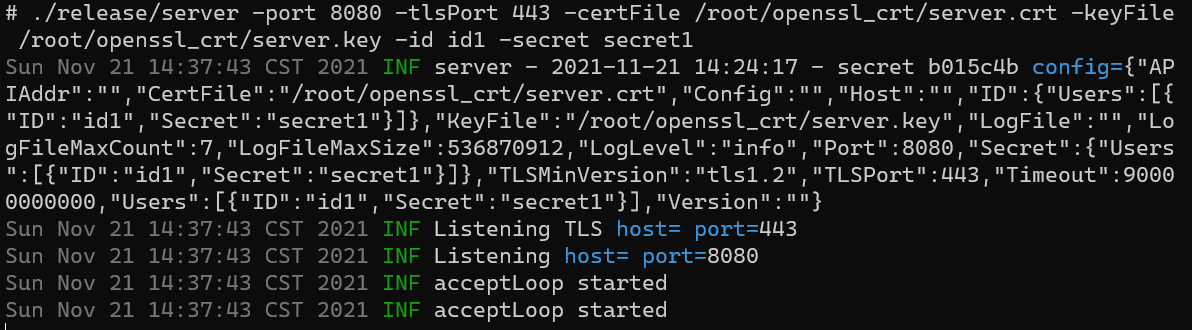 # ./release/server -port 8080 -tlsPort 443 -certFile /root/openssl_crt/server.crt -keyFile
 /root/openssl_crt/server.key -id id1 -secret secret1
Sun Nov 21 14:37:43 CST 2021 INF server - 2021-11-21 14:24:17 - secret b015c4b config={"AP
IAddr":"","CertFile":"/root/openssl_crt/server.crt","Config":"","Host":"","ID":{"Users":[{
"ID":"id1","Secret":"secret1"}]},"KeyFile":"/root/openssl_crt/server.key","LogFile":"","Lo
gFileMaxCount":7,"LogFileMaxSize":536870912,"LogLevel":"info","Port":8080,"Secret":{"Users
":[{"ID":"id1","Secret":"secret1"}]},"TLSMinVersion":"tls1.2","TLSPort":443,"Timeout":9000
0000000,"Users":[{"ID":"id1","Secret":"secret1"}],"Version":""}
Sun Nov 21 14:37:43 CST 2021 INF Listening TLS host= port=443
Sun Nov 21 14:37:43 CST 2021 INF Listening host= port=8080
Sun Nov 21 14:37:43 CST 2021 INF acceptLoop started
Sun Nov 21 14:37:43 CST 2021 INF acceptLoop started